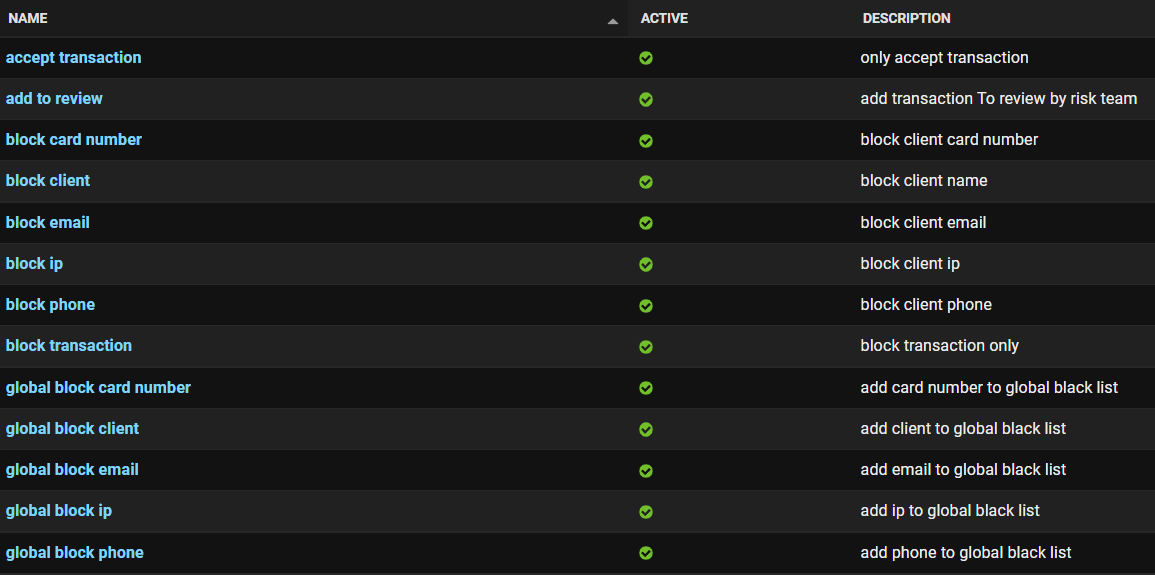 NAME ACTIVE DESCRIPTION
accept transaction only accept transaction
add to review add transaction To review by risk team
block card number block client card number
block client block client name
block email block client email
block ip block client ip
block phone block client phone
block transaction block transaction only
global block card number add card number to global black list
global block client add client to global black list
global block email add email to global black list
global block ip add ip to global black list
global block phone add phone to global black list